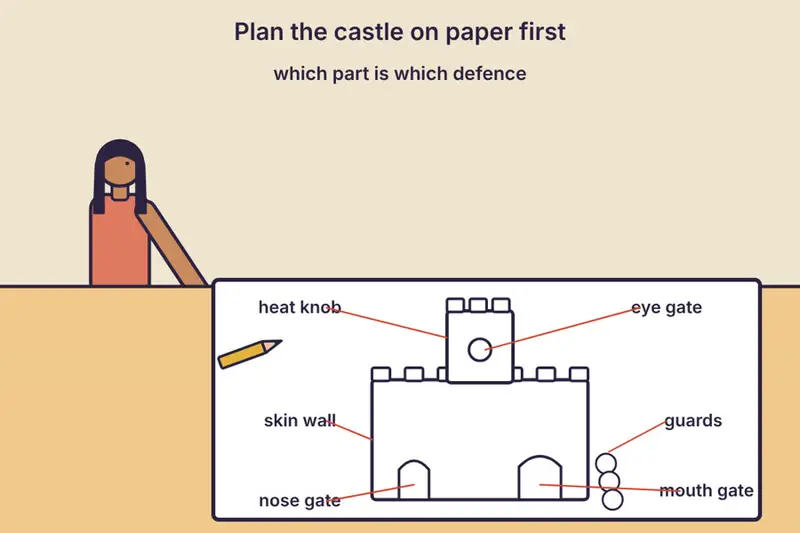 Plan the castle on paper first
which part is which defence
heat knob
eye gate
skin wall
guards
nose gate
mouth gate